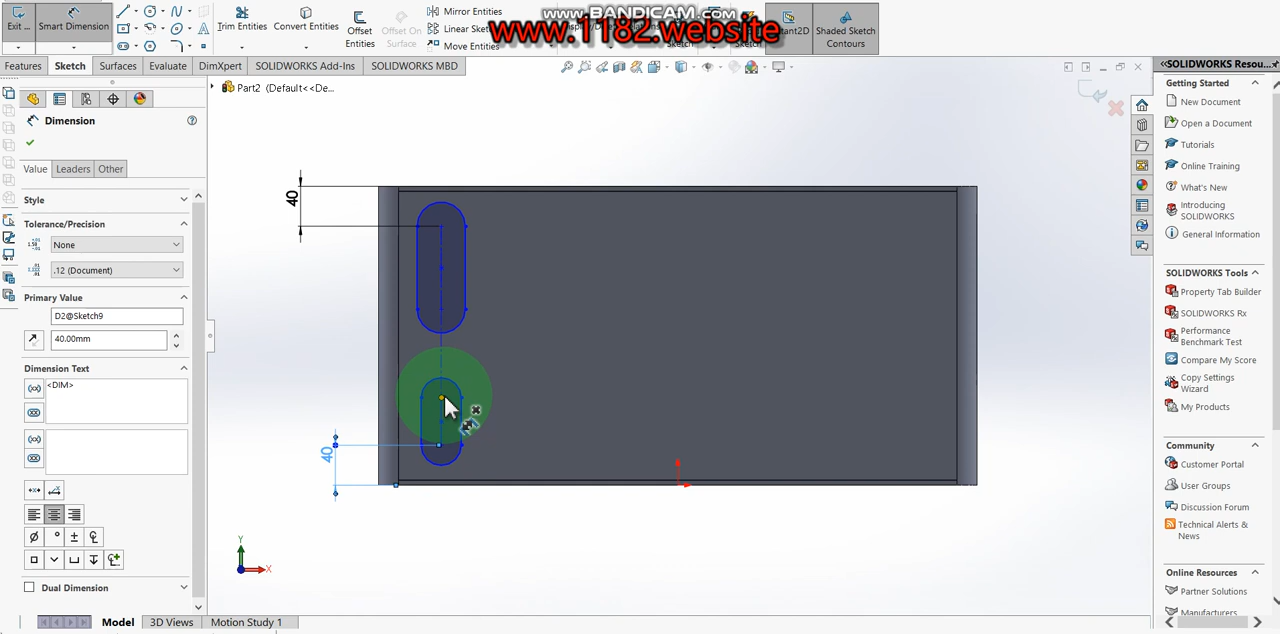 www.BANDICAM.com
www.1182.website
Exit ...
Smart Dimension
Trim Entities
Convert Entities
Offset
Entities
Offset On
Surface
Mirror Entities
Linear Sk
Move Entities
Sketch
Sketch
tant2D
Shaded Sketch
Contours
Features
Sketch
Surfaces
Evaluate
DimXpert
SOLIDWORKS Add-Ins
SOLIDWORKS MBD
Part2 (Default<<De...
Dimension
Value
Leaders
Other
Style
Tolerance/Precision
None
.12 (Document)
Primary Value
D2@Sketch9
40.00mm
Dimension Text
<DIM>
Dual Dimension
40
40
Y
X
Model
3D Views
Motion Study 1
SOLIDWORKS Resou...
Getting Started
New Document
Open a Document
Tutorials
Online Training
What's New
Introducing
SOLIDWORKS
General Information
SOLIDWORKS Tools
Property Tab Builder
SOLIDWORKS Rx
Performance
Benchmark Test
Compare My Score
Copy Settings
Wizard
My Products
Community
Customer Portal
User Groups
Discussion Forum
Technical Alerts &
News
Online Resources
Partner Solutions
Manufacturers